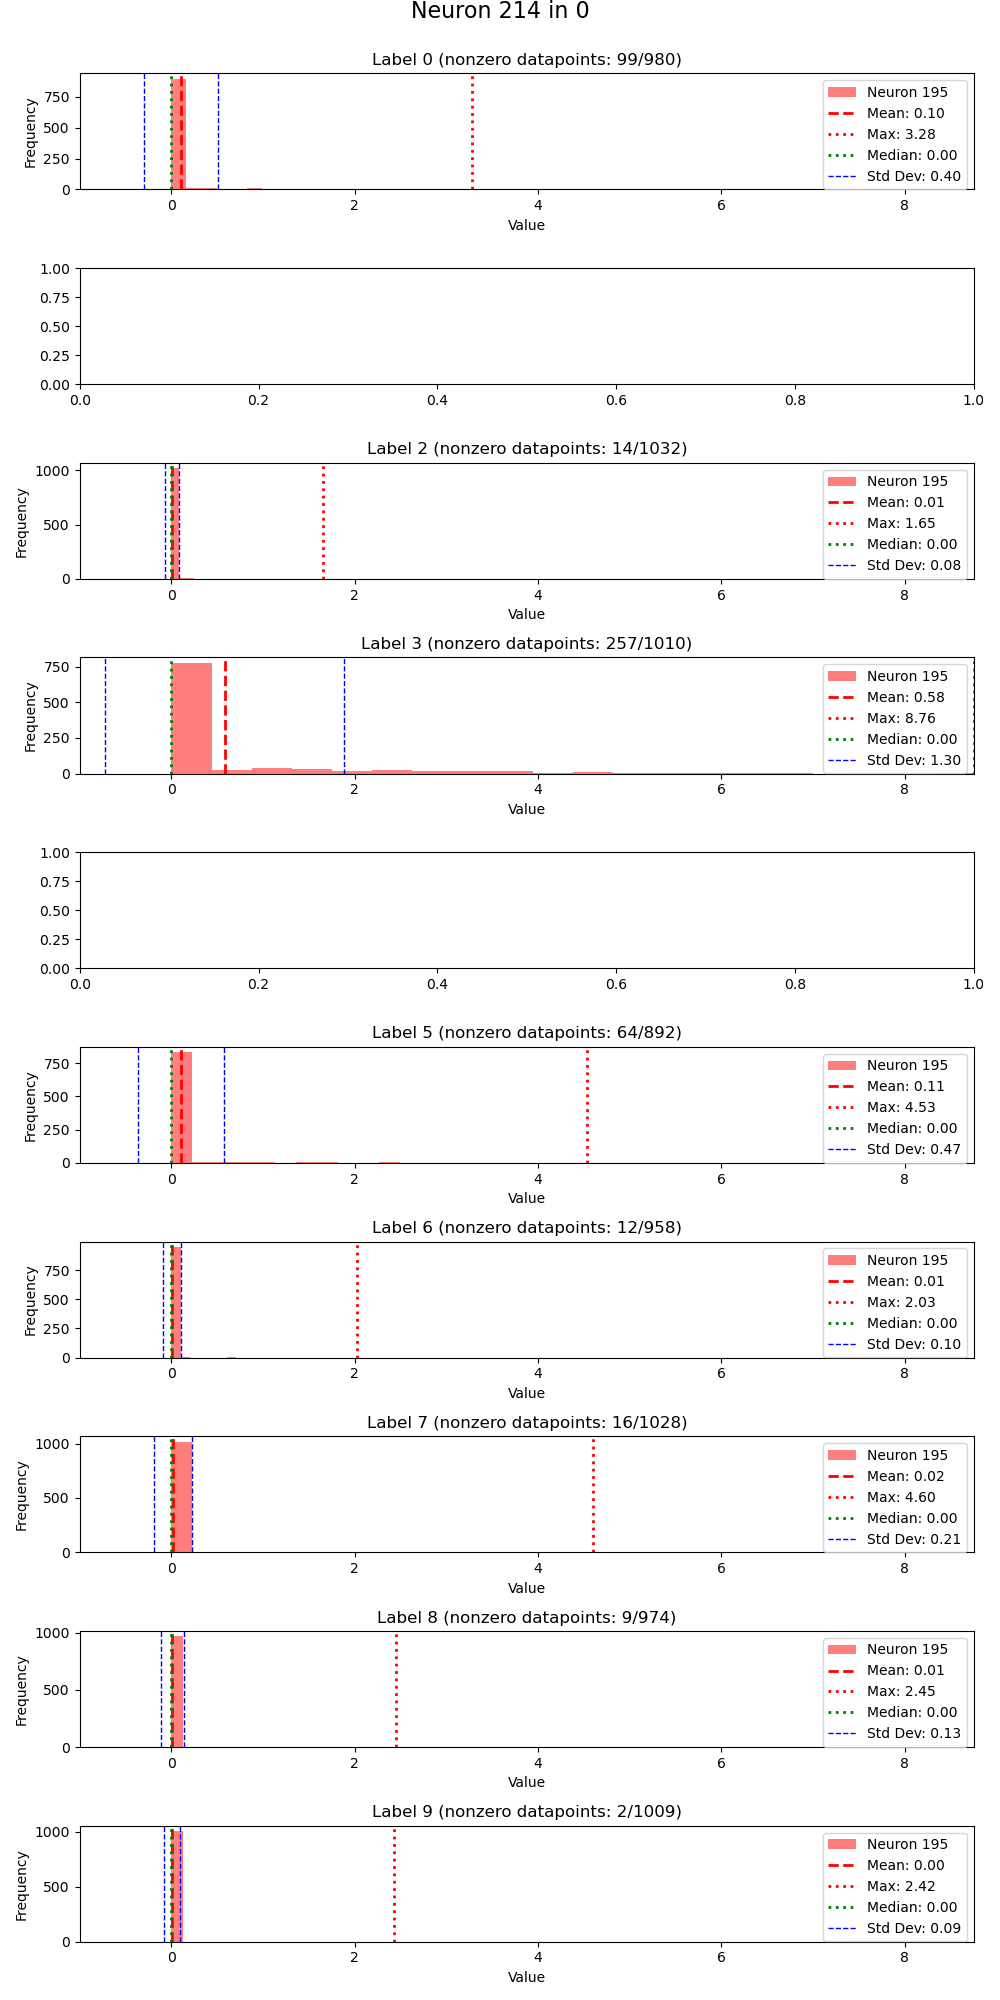 Neuron 214 in 0
Label 0 (nonzero datapoints: 99/980)
Frequency
750
500
250
0
Neuron 195
Mean: 0.10
Max: 3.28
Median: 0.00
Std Dev: 0.40
0 2 4 6 8
Value
1.00
0.75
0.50
0.25
0.00
0.0 0.2 0.4 0.6 0.8 1.0
Label 2 (nonzero datapoints: 14/1032)
Frequency
1000
500
0
Neuron 195
Mean: 0.01
Max: 1.65
Median: 0.00
Std Dev: 0.08
0 2 4 6 8
Value
Label 3 (nonzero datapoints: 257/1010)
Frequency
750
500
250
0
Neuron 195
Mean: 0.58
Max: 8.76
Median: 0.00
Std Dev: 1.30
0 2 4 6 8
Value
1.00
0.75
0.50
0.25
0.00
0.0 0.2 0.4 0.6 0.8 1.0
Label 5 (nonzero datapoints: 64/892)
Frequency
750
500
250
0
Neuron 195
Mean: 0.11
Max: 4.53
Median: 0.00
Std Dev: 0.47
0 2 4 6 8
Value
Label 6 (nonzero datapoints: 12/958)
Frequency
750
500
250
0
Neuron 195
Mean: 0.01
Max: 2.03
Median: 0.00
Std Dev: 0.10
0 2 4 6 8
Value
Label 7 (nonzero datapoints: 16/1028)
Frequency
1000
500
0
Neuron 195
Mean: 0.02
Max: 4.60
Median: 0.00
Std Dev: 0.21
0 2 4 6 8
Value
Label 8 (nonzero datapoints: 9/974)
Frequency
1000
500
0
Neuron 195
Mean: 0.01
Max: 2.45
Median: 0.00
Std Dev: 0.13
0 2 4 6 8
Value
Label 9 (nonzero datapoints: 2/1009)
Frequency
1000
500
0
Neuron 195
Mean: 0.00
Max: 2.42
Median: 0.00
Std Dev: 0.09
0 2 4 6 8
Value